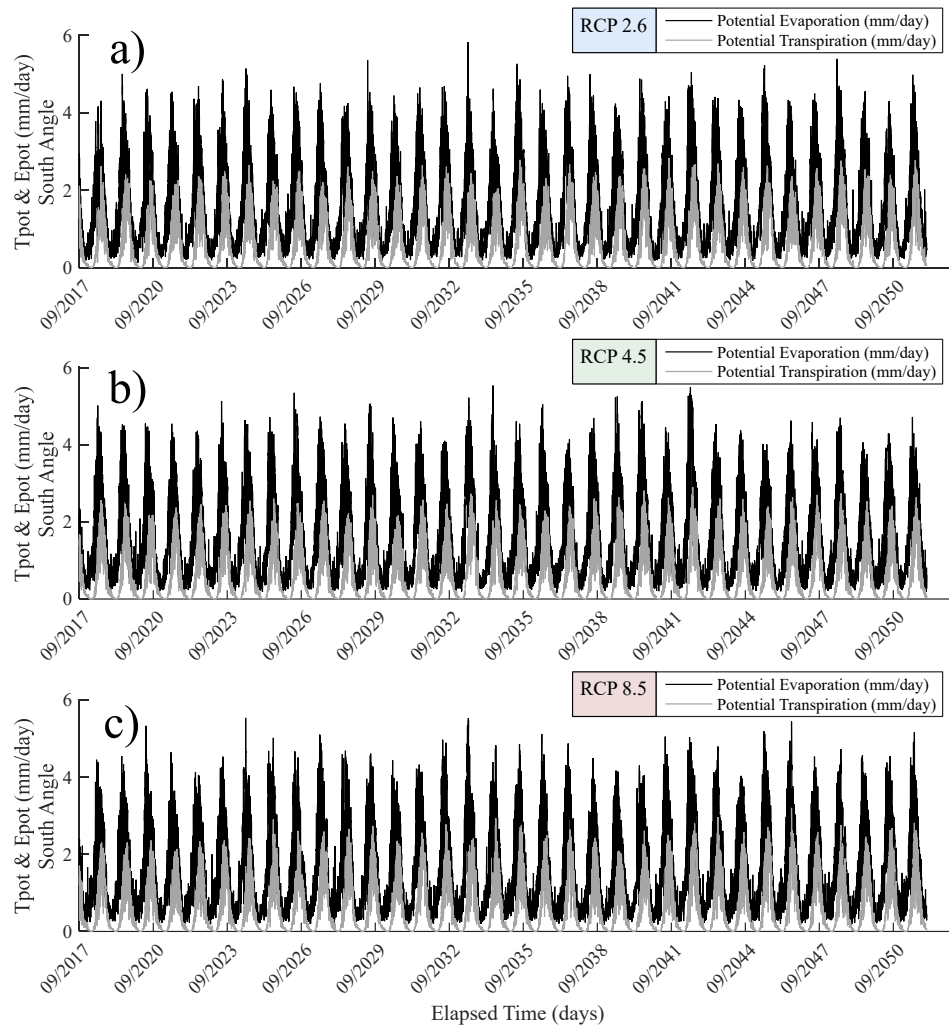 a)
RCP 2.6
Potential Evaporation (mm/day)
Potential Transpiration (mm/day)
Tpot & Epot (mm/day)
South Angle
6
4
2
0
09/2017
09/2020
09/2023
09/2026
09/2029
09/2032
09/2035
09/2038
09/2041
09/2044
09/2047
09/2050
b)
RCP 4.5
Potential Evaporation (mm/day)
Potential Transpiration (mm/day)
Tpot & Epot (mm/day)
South Angle
6
4
2
0
09/2017
09/2020
09/2023
09/2026
09/2029
09/2032
09/2035
09/2038
09/2041
09/2044
09/2047
09/2050
c)
RCP 8.5
Potential Evaporation (mm/day)
Potential Transpiration (mm/day)
Tpot & Epot (mm/day)
South Angle
6
4
2
0
09/2017
09/2020
09/2023
09/2026
09/2029
09/2032
09/2035
09/2038
09/2041
09/2044
09/2047
09/2050
Elapsed Time (days)